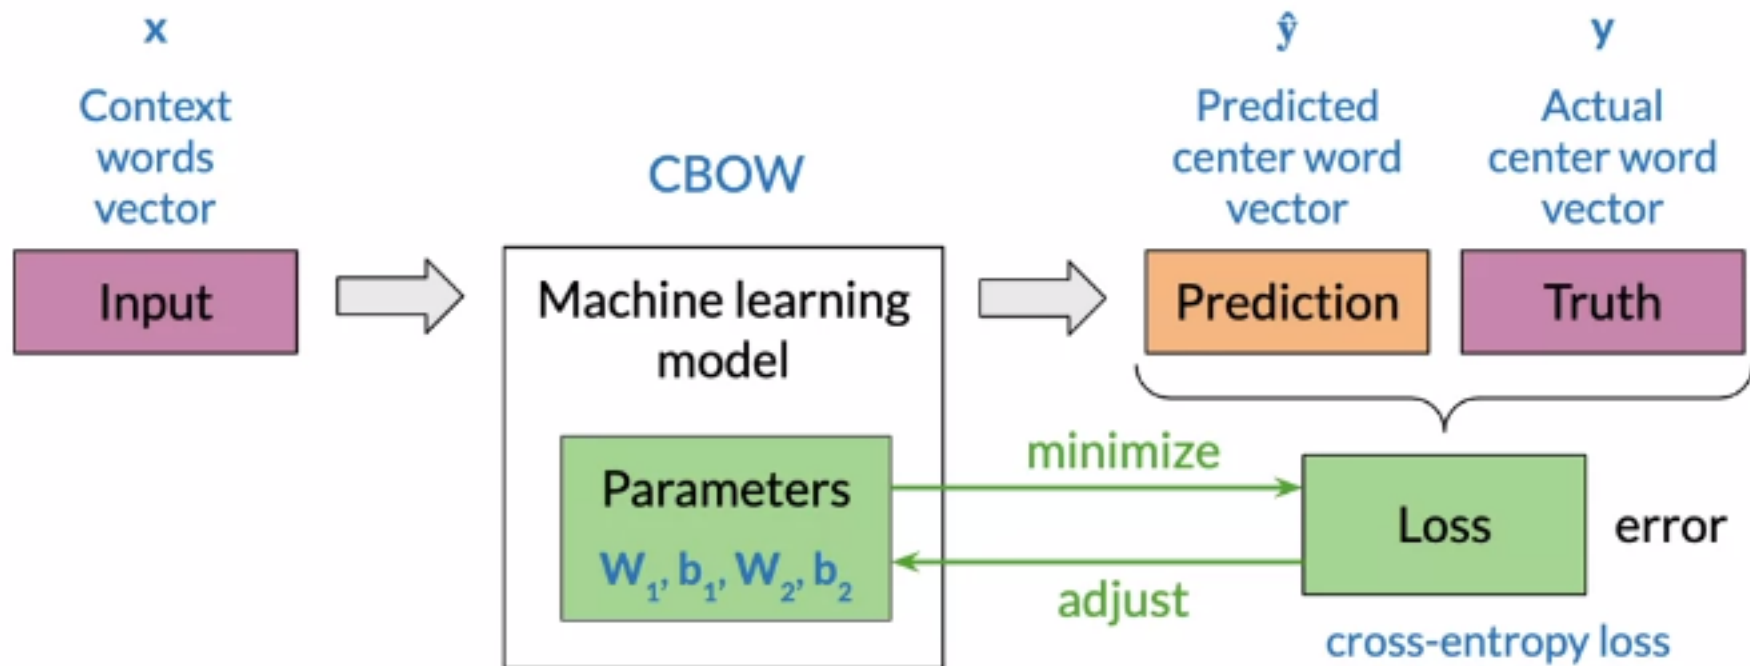 x
Context
words
vector
Input
CBOW
Machine learning
model
Parameters
W₁, b₁, W₂, b₂
ŷ
Predicted
center word
vector
Prediction
y
Actual
center word
vector
Truth
minimize
adjust
Loss
error
cross-entropy loss